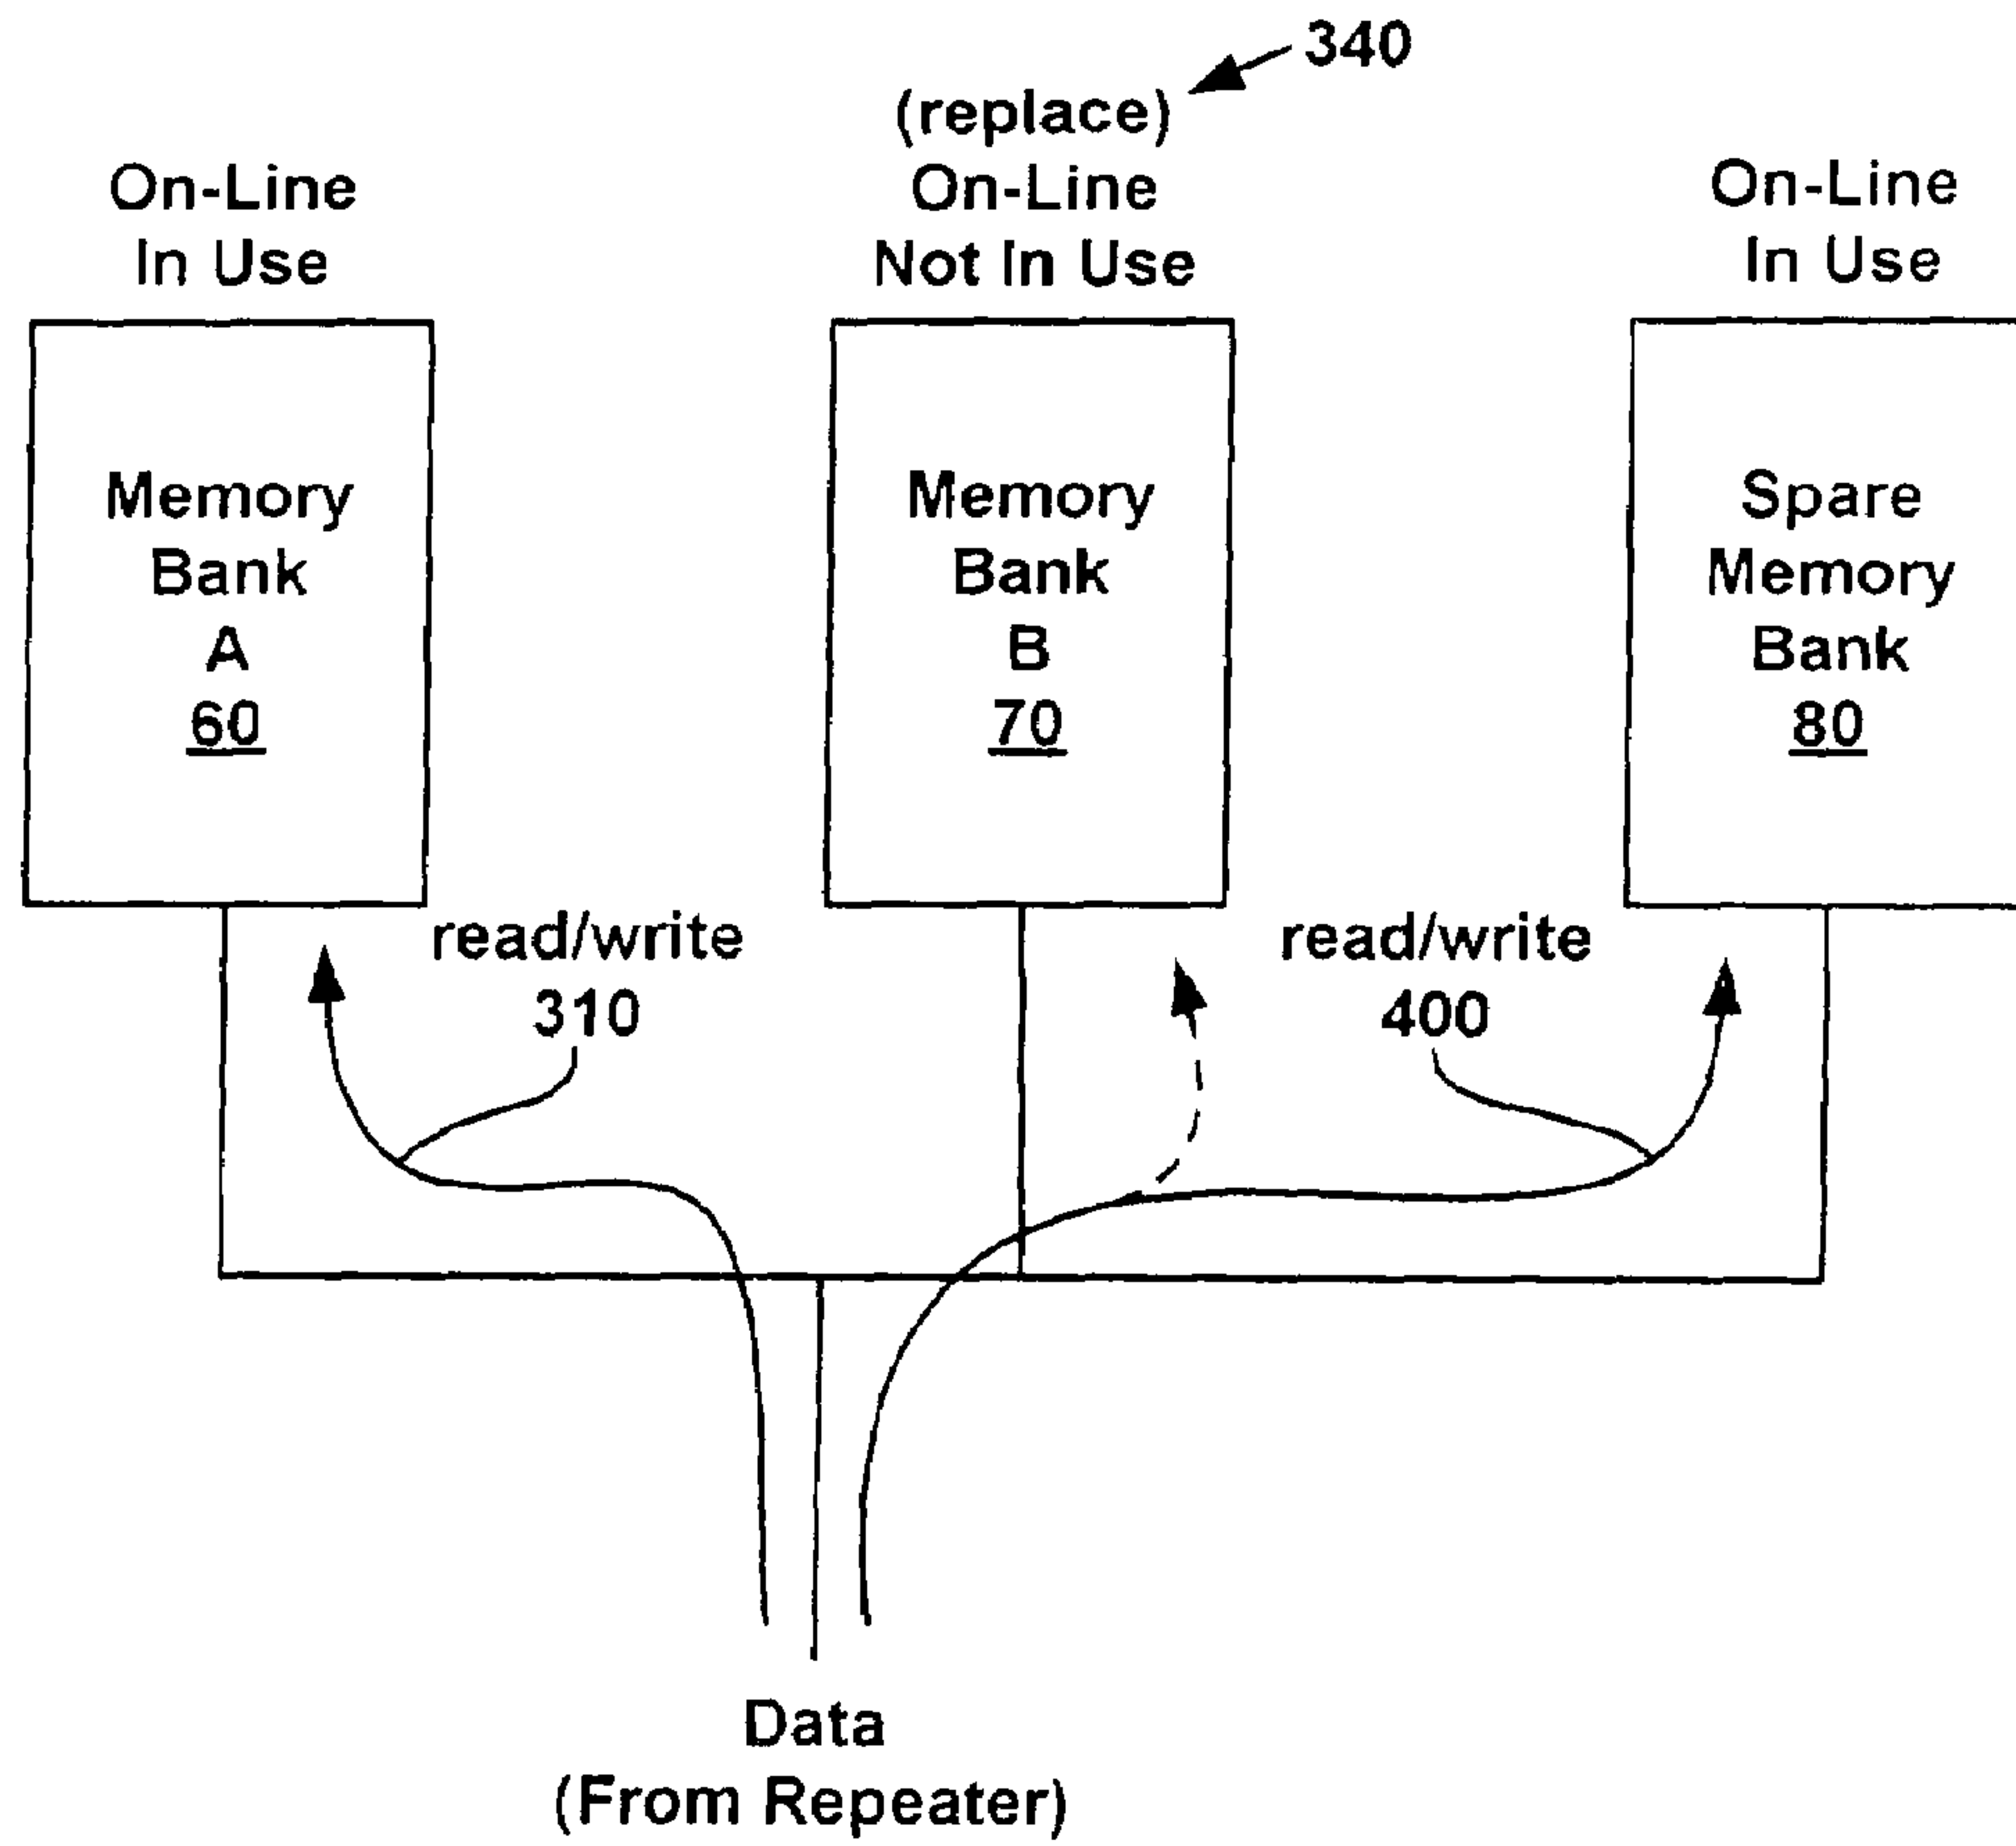 340
(replace)
On-Line
In Use
On-Line
Not In Use
On-Line
In Use
Memory
Bank
A
60
Memory
Bank
B
70
Spare
Memory
Bank
80
read/write
310
read/write
400
Data
(From Repeater)